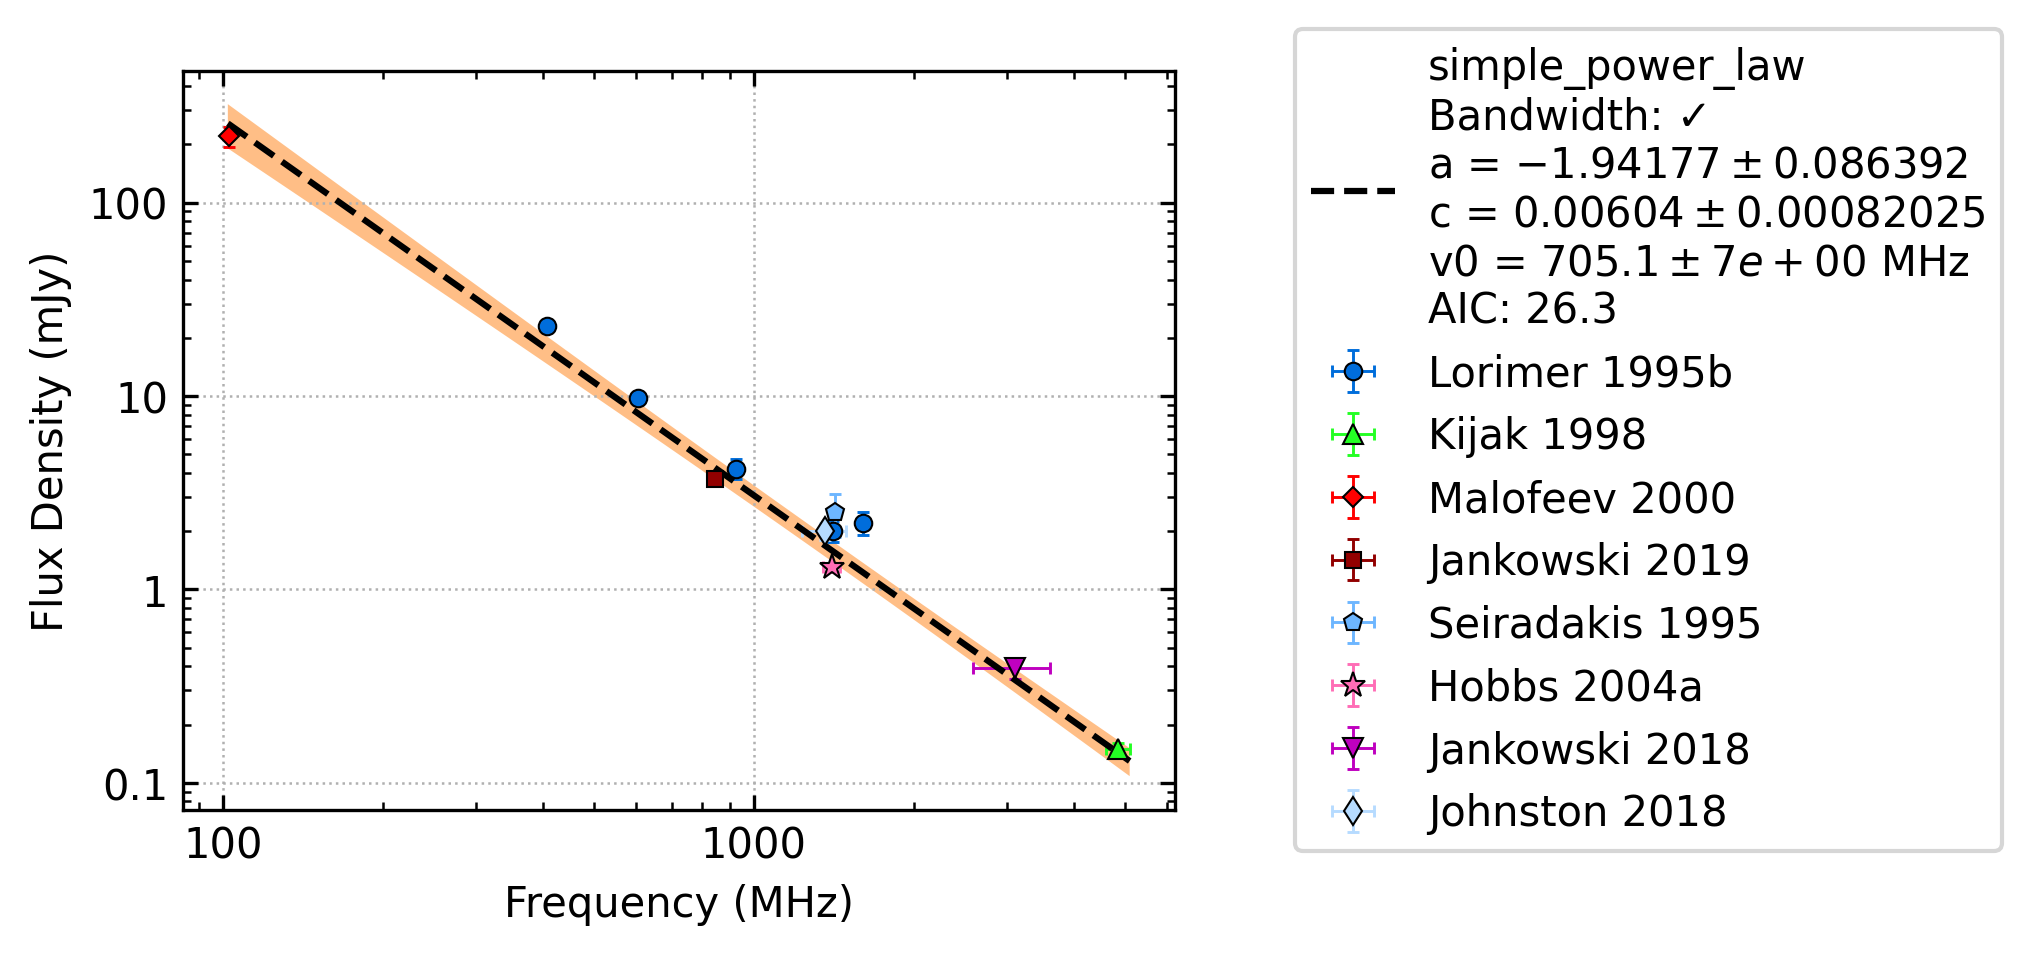 100
10
1
0.1
100
1000
Flux Density (mJy)
Frequency (MHz)
simple_power_law
Bandwidth: ✓
a = −1.94177 ± 0.086392
c = 0.00604 ± 0.00082025
v0 = 705.1 ± 7e + 00 MHz
AIC: 26.3
Lorimer 1995b
Kijak 1998
Malofeev 2000
Jankowski 2019
Seiradakis 1995
Hobbs 2004a
Jankowski 2018
Johnston 2018